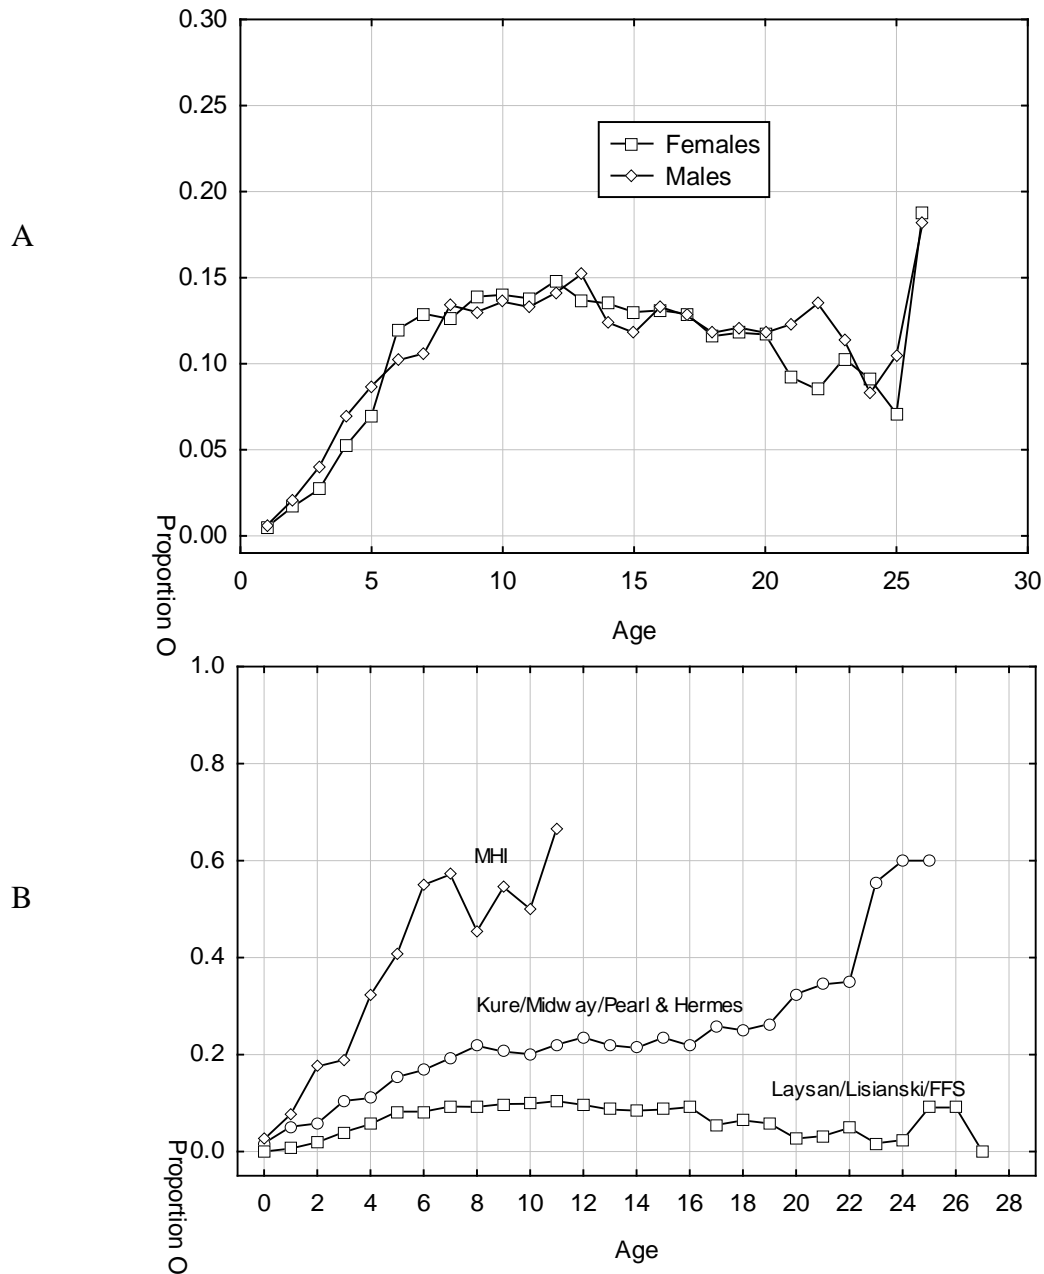 A
0.30
0.25
0.20
0.15
0.10
0.05
0.00
Proportion O
Females
Males
0 5 10 15 20 25 30
Age
B
1.0
0.8
0.6
0.4
0.2
0.0
Proportion O
MHI
Kure/Midway/Pearl & Hermes
Laysan/Lisianski/FFS
0 2 4 6 8 10 12 14 16 18 20 22 24 26 28
Age